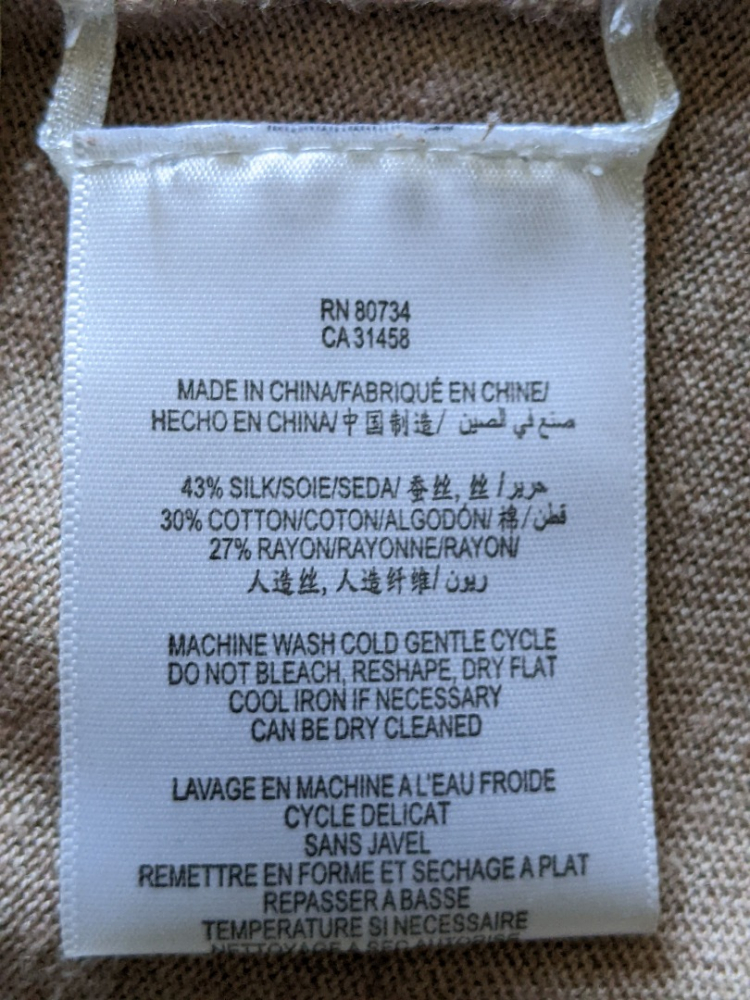 RN 80734
CA 31458
MADE IN CHINA/FABRIQUÉ EN CHINE/
HECHO EN CHINA/中国制造/ صنع في الصين
43% SILK/SOIE/SEDA/ 蚕丝, 丝 / حرير
30% COTTON/COTON/ALGODÓN/ 棉/ قطن
27% RAYON/RAYONNE/RAYON/
人造丝, 人造纤维/ ريون
MACHINE WASH COLD GENTLE CYCLE
DO NOT BLEACH, RESHAPE, DRY FLAT
COOL IRON IF NECESSARY
CAN BE DRY CLEANED
LAVAGE EN MACHINE A L'EAU FROIDE
CYCLE DELICAT
SANS JAVEL
REMETTRE EN FORME ET SECHAGE A PLAT
REPASSER A BASSE
TEMPERATURE SI NECESSAIRE
NETTOYAGE A SEC AUTORISE